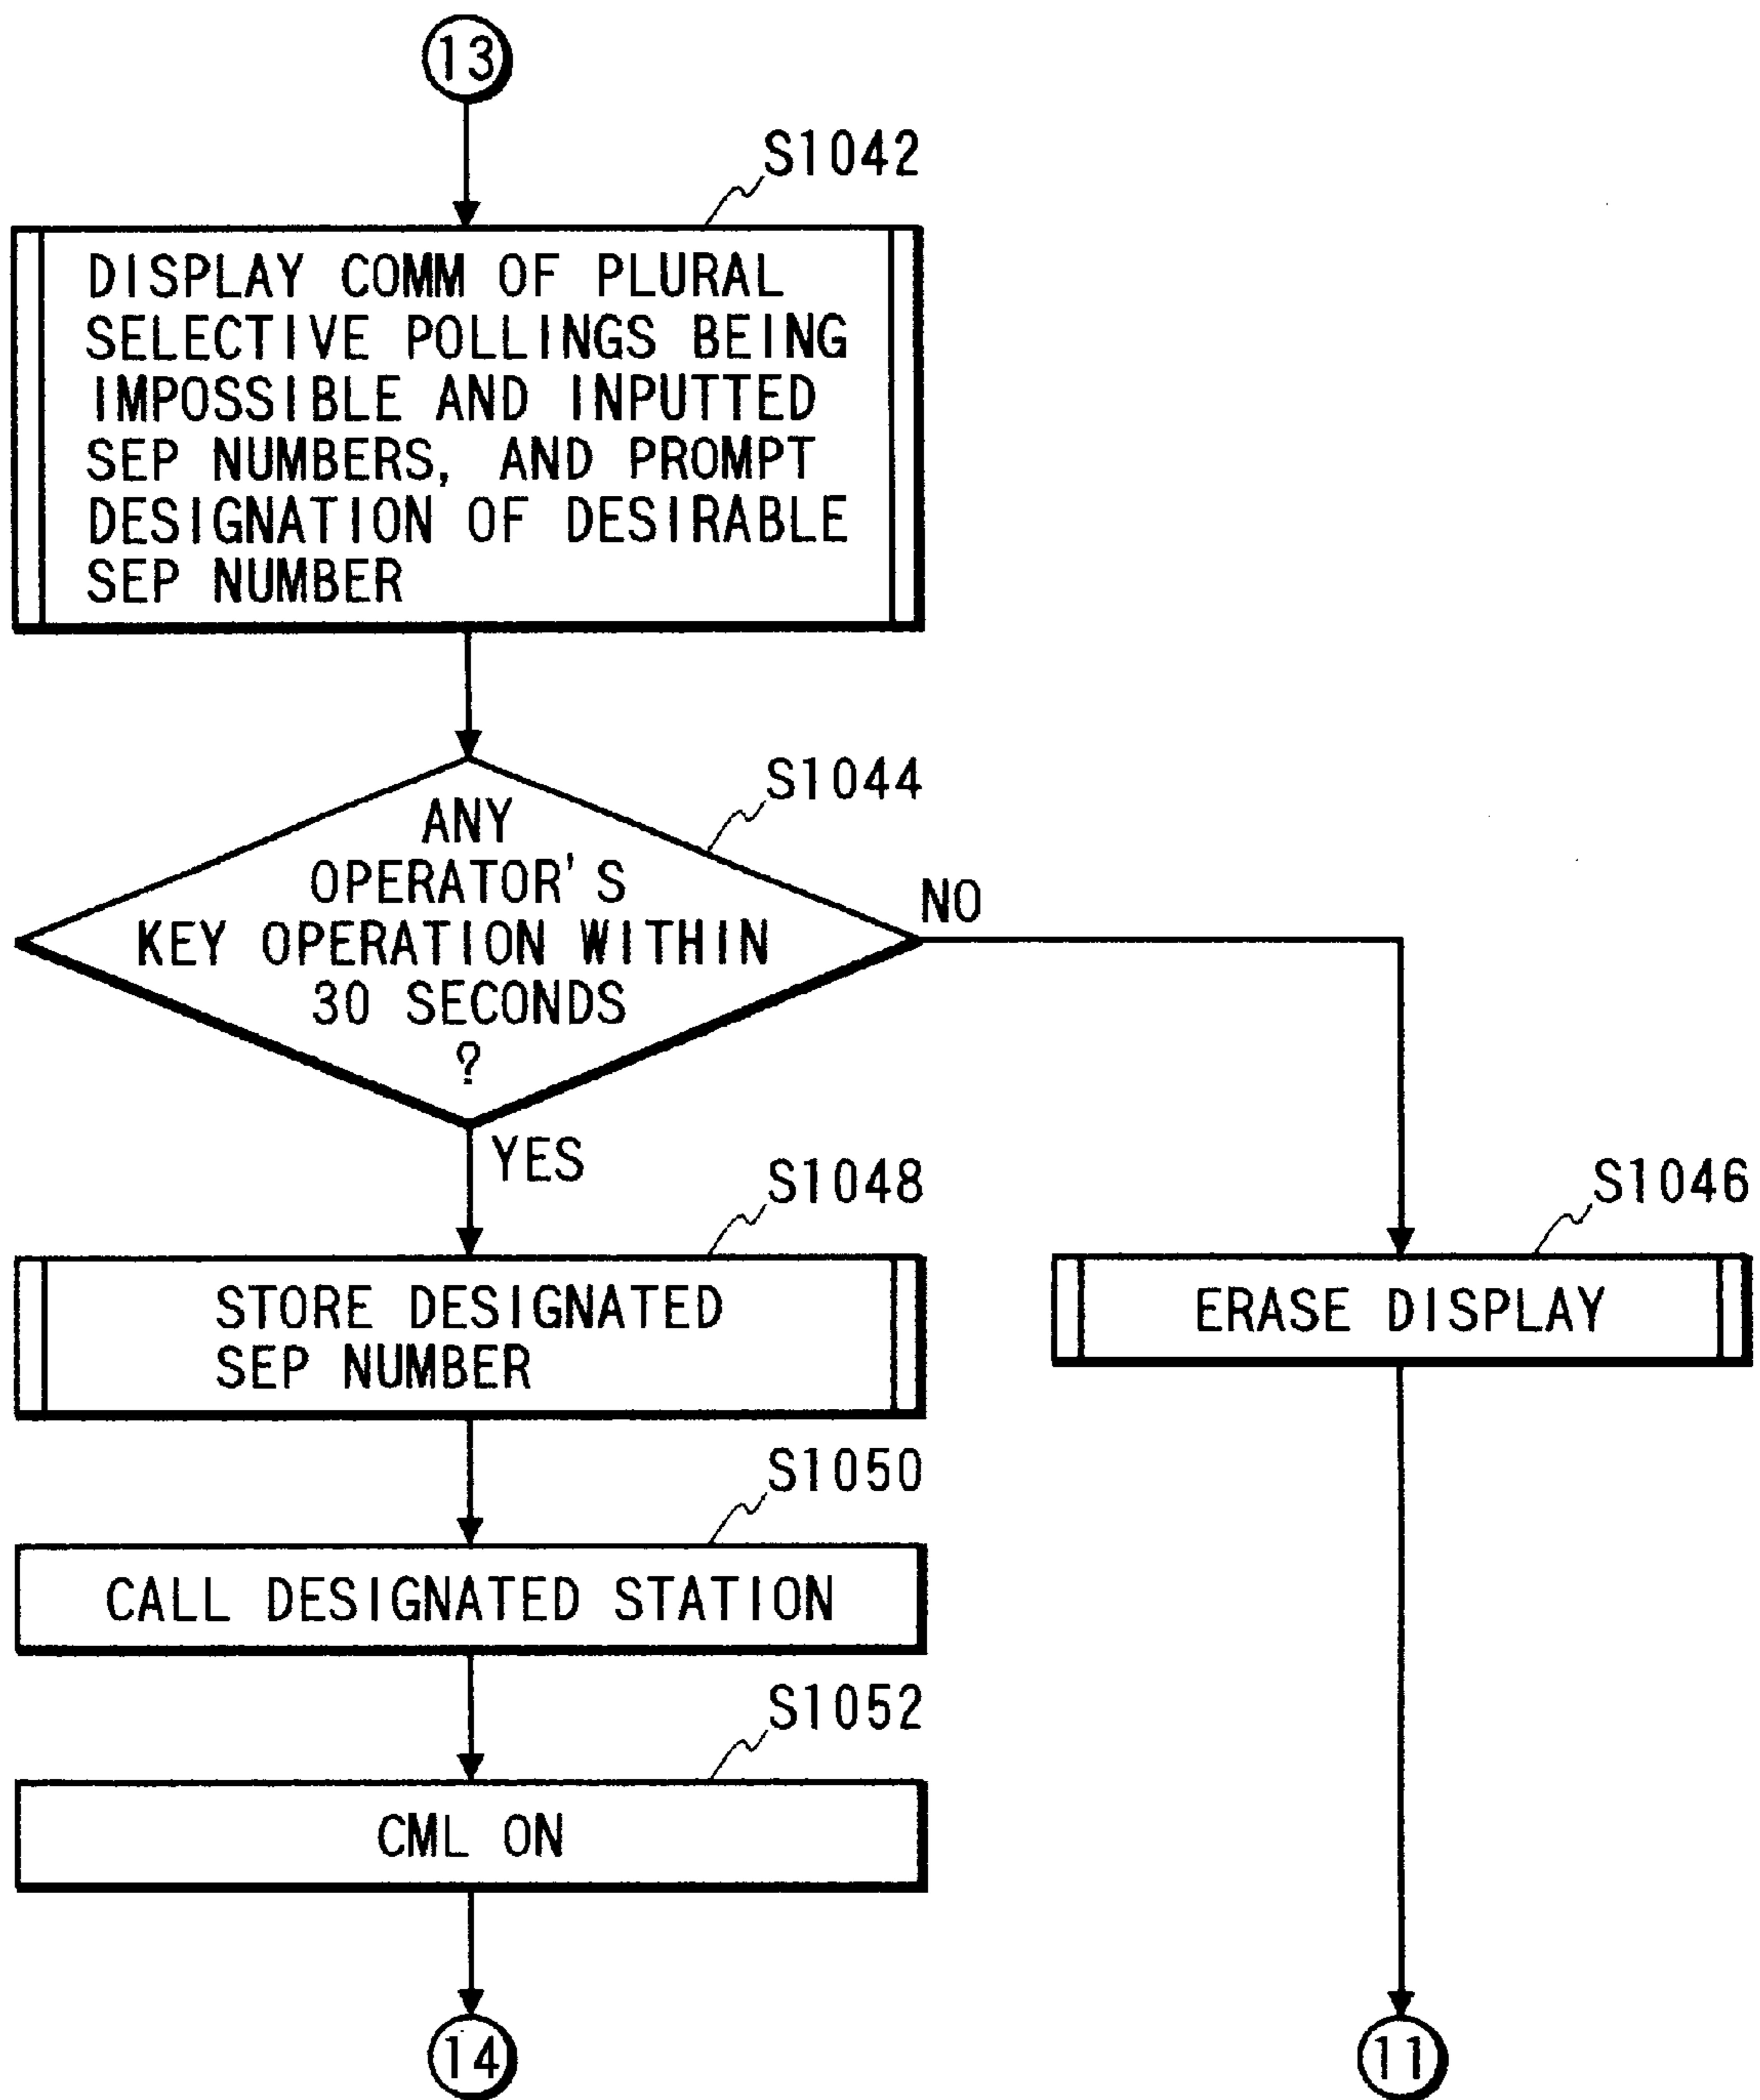 13
S1042
DISPLAY COMM OF PLURAL
SELECTIVE POLLINGS BEING
IMPOSSIBLE AND INPUTTED
SEP NUMBERS, AND PROMPT
DESIGNATION OF DESIRABLE
SEP NUMBER
S1044
ANY
OPERATOR'S
KEY OPERATION WITHIN
30 SECONDS
?
NO
YES
S1048
STORE DESIGNATED
SEP NUMBER
S1046
ERASE DISPLAY
S1050
CALL DESIGNATED STATION
S1052
CML ON
14
11